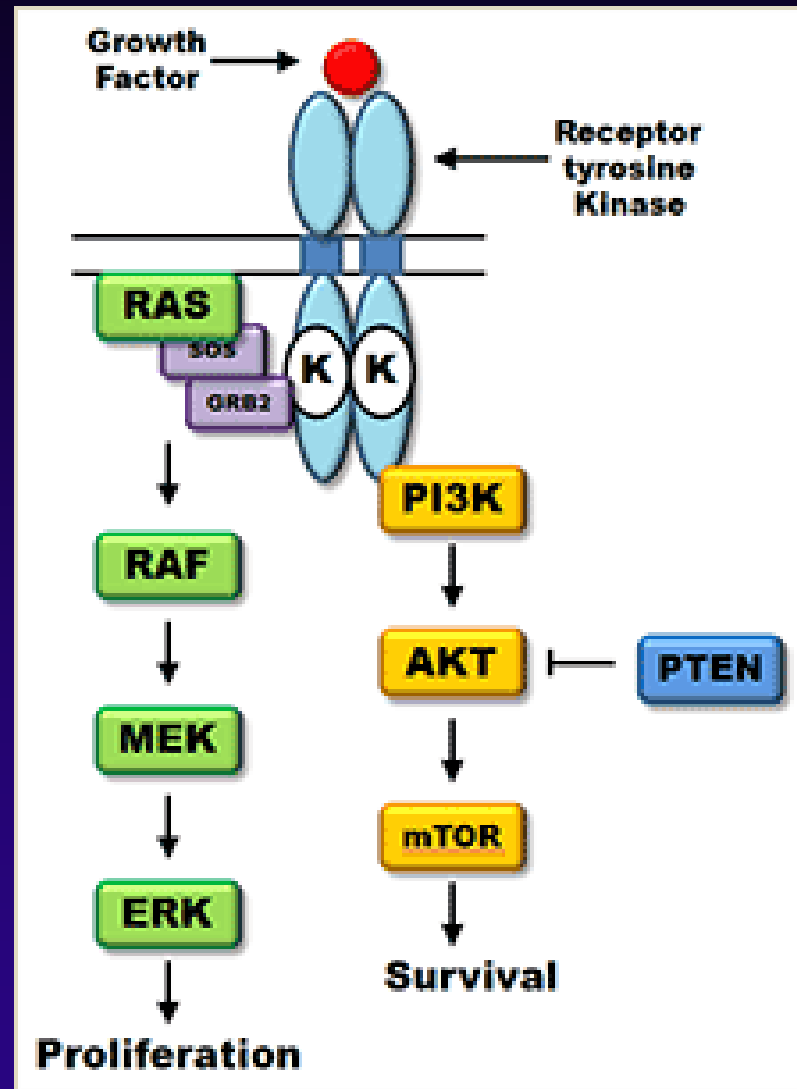 Growth
Factor
Receptor
tyrosine
Kinase
RAS
SOS
GRB2
K K
PI3K
RAF
AKT
PTEN
MEK
mTOR
ERK
Survival
Proliferation